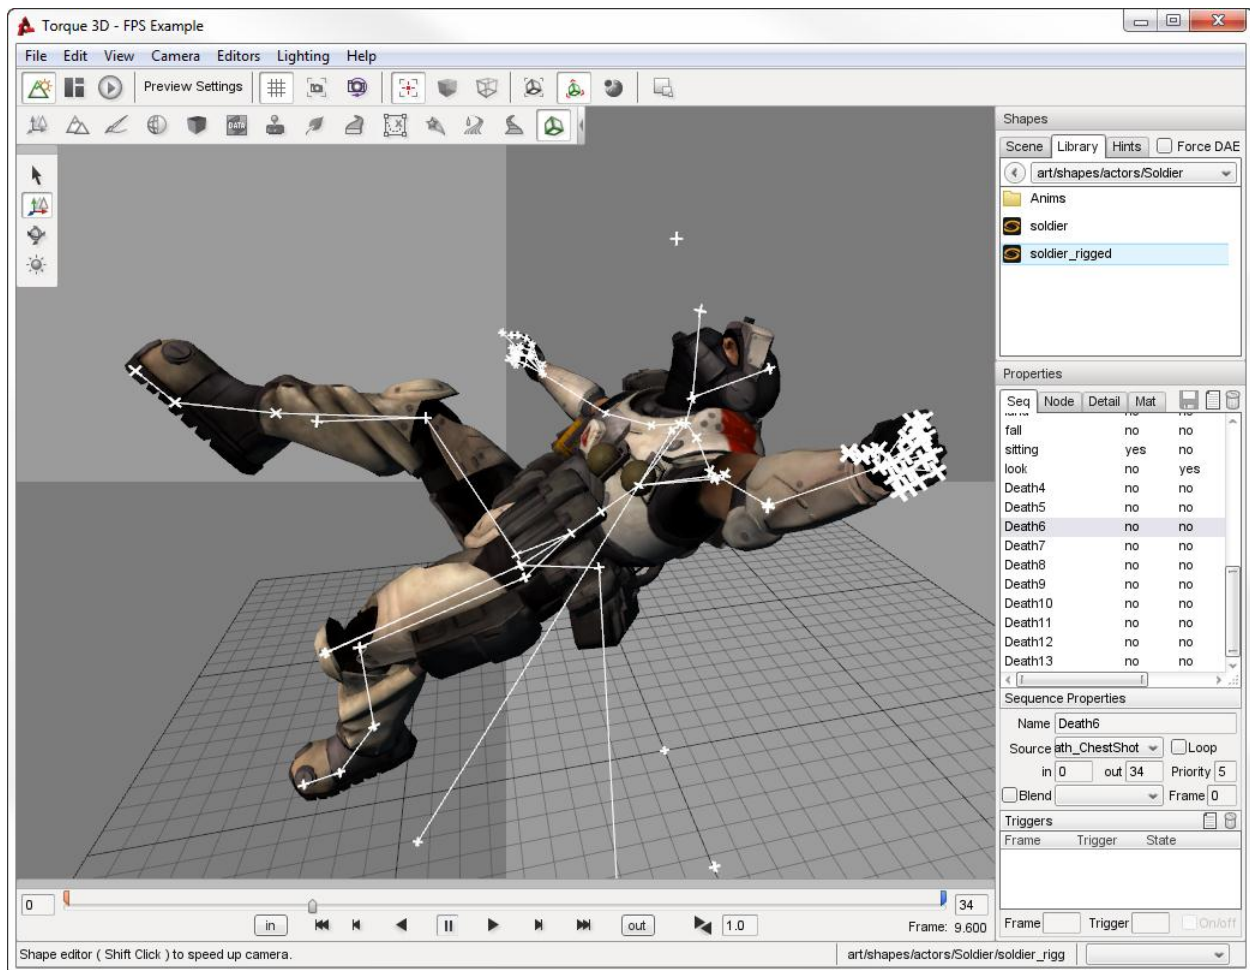 Torque 3D - FPS Example
File Edit View Camera Editors Lighting Help
Preview Settings
DATA
Shapes
Scene Library Hints Force DAE
art/shapes/actors/Soldier
Anims
soldier
soldier_rigged
Properties
Seq Node Detail Mat
fall no no
sitting yes no
look no yes
Death4 no no
Death5 no no
Death6 no no
Death7 no no
Death8 no no
Death9 no no
Death10 no no
Death11 no no
Death12 no no
Death13 no no
Sequence Properties
Name Death6
Source ath_ChestShot Loop
in 0 out 34 Priority 5
Blend Frame 0
Triggers
Frame Trigger State
0 34
in out 1.0 Frame: 9.600
Frame Trigger On/off
Shape editor ( Shift Click ) to speed up camera. art/shapes/actors/Soldier/soldier_rigg